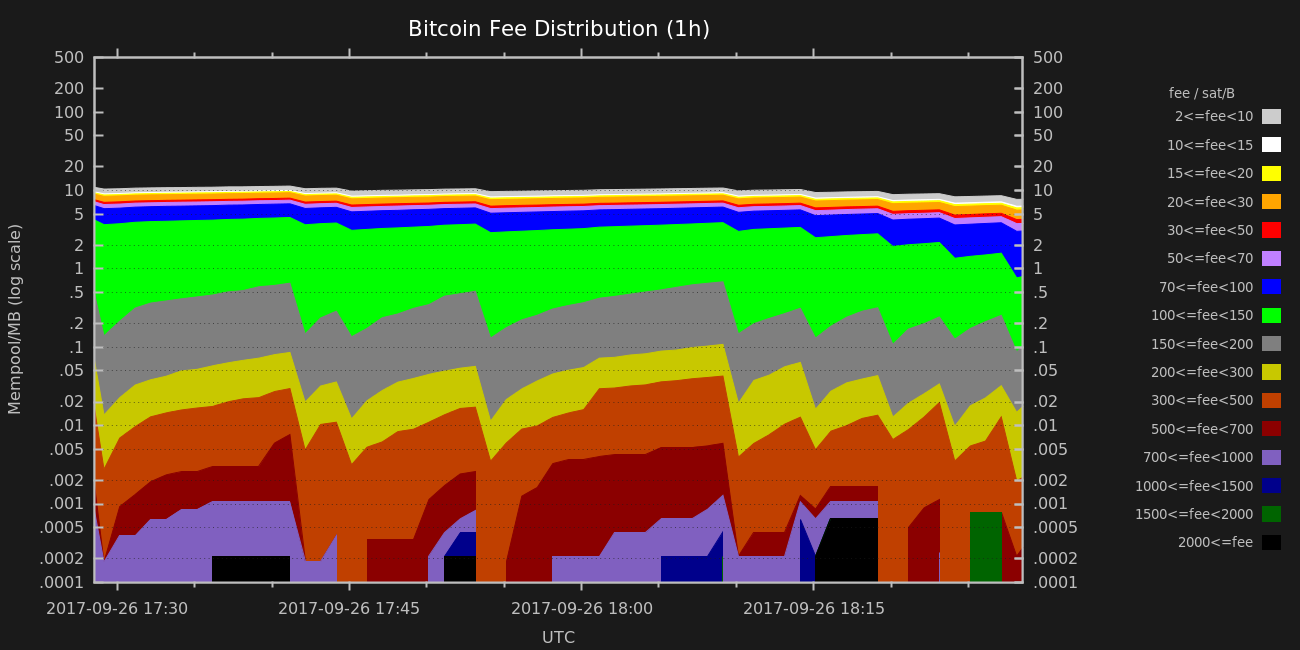 Bitcoin Fee Distribution (1h)
500
200
100
50
20
10
5
2
1
.5
.2
.1
.05
.02
.01
.005
.002
.001
.0005
.0002
.0001
Mempool/MB (log scale)
500
200
100
50
20
10
5
2
1
.5
.2
.1
.05
.02
.01
.005
.002
.001
.0005
.0002
.0001
2017-09-26 17:30
2017-09-26 17:45
2017-09-26 18:00
2017-09-26 18:15
UTC
fee / sat/B
2<=fee<10
10<=fee<15
15<=fee<20
20<=fee<30
30<=fee<50
50<=fee<70
70<=fee<100
100<=fee<150
150<=fee<200
200<=fee<300
300<=fee<500
500<=fee<700
700<=fee<1000
1000<=fee<1500
1500<=fee<2000
2000<=fee